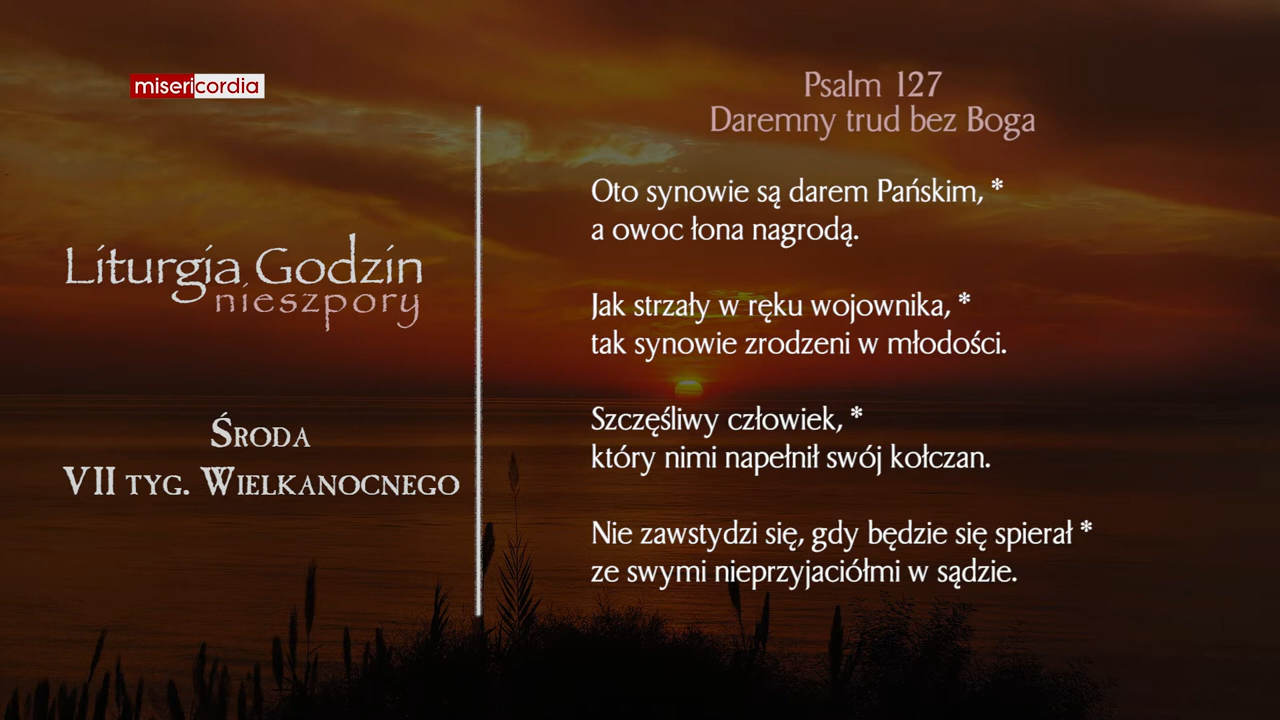 misericordia
Liturgia Godzin
nieszpory
Środa
VII tyg. Wielkanocnego
Psalm 127
Daremny trud bez Boga
Oto synowie są darem Pańskim, *
a owoc łona nagrodą.
Jak strzały w ręku wojownika, *
tak synowie zrodzeni w młodości.
Szczęśliwy człowiek, *
który nimi napełnił swój kołczan.
Nie zawstydzi się, gdy będzie się spierał *
ze swymi nieprzyjaciółmi w sądzie.